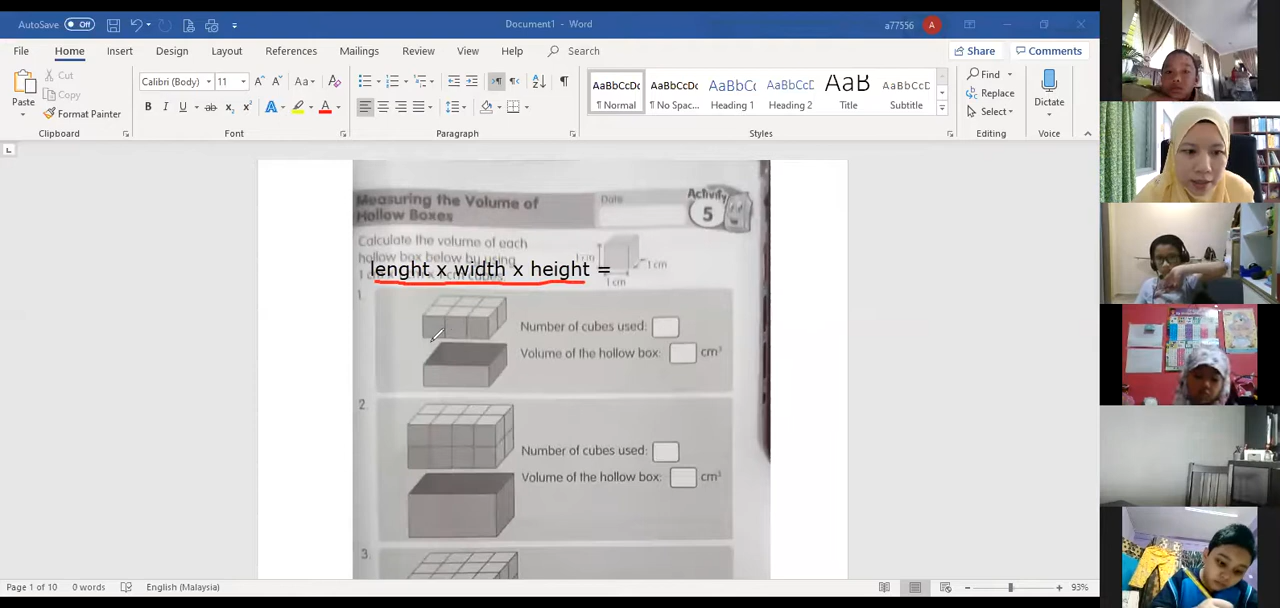 AutoSave Off Document1 - Word a77556 A
File Home Insert Design Layout References Mailings Review View Help Search Share Comments
Paste
Cut
Copy
Format Painter
Clipboard
Calibri (Body) 11
Font
Paragraph
AaBbCcDc AaBbCcDc AaBbCc AaBbCc AaB AaBbCcDc
¶ Normal ¶ No Spac... Heading 1 Heading 2 Title Subtitle
Styles
Find
Replace
Select
Editing
Dictate
Voice
Measuring the Volume of
Hollow Boxes
Date
Activity
5
Calculate the volume of each
hollow box below by using
lenght x width x height =
1 cm
1 cm
1.
Number of cubes used:
Volume of the hollow box: cm³
2.
Number of cubes used:
Volume of the hollow box: cm³
3.
Page 1 of 10 0 words English (Malaysia) 93%